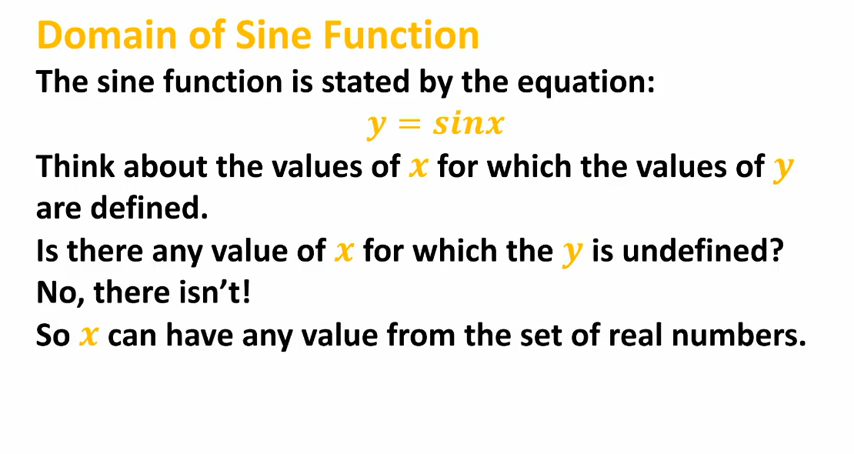 Domain of Sine Function
The sine function is stated by the equation:
y = sinx
Think about the values of x for which the values of y
are defined.
Is there any value of x for which the y is undefined?
No, there isn’t!
So x can have any value from the set of real numbers.